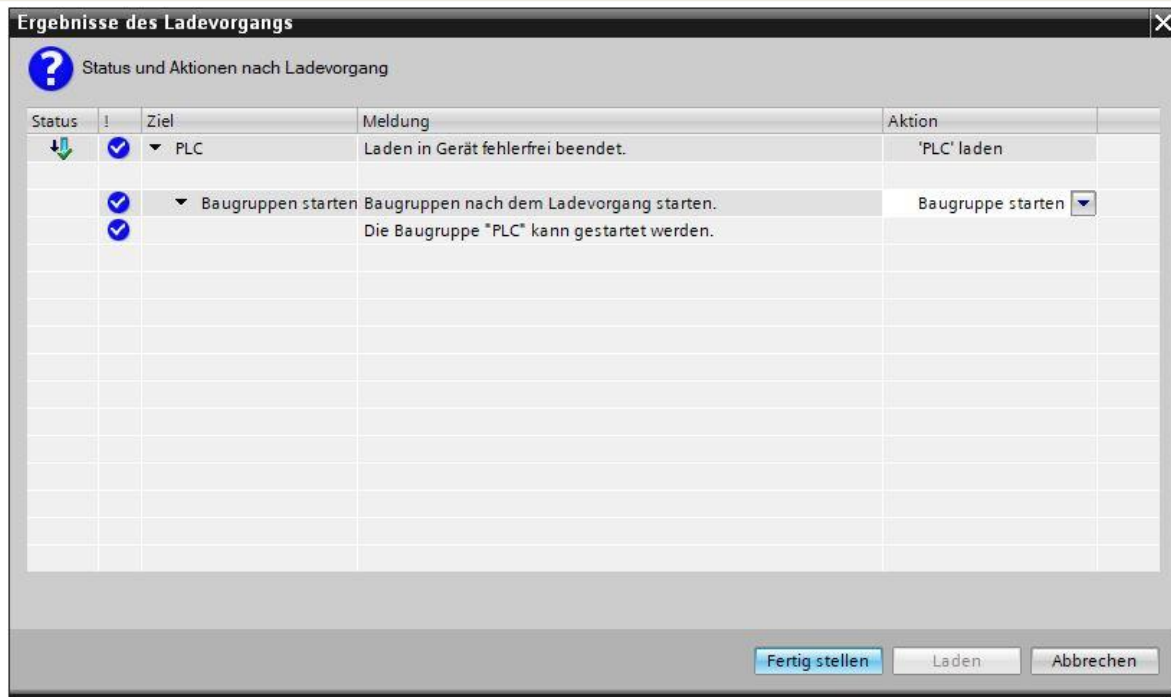 Ergebnisse des Ladevorgangs
Status und Aktionen nach Ladevorgang
Status ! Ziel Meldung Aktion
PLC Laden in Gerät fehlerfrei beendet. 'PLC' laden
Baugruppen starten Baugruppen nach dem Ladevorgang starten. Baugruppe starten
Die Baugruppe "PLC" kann gestartet werden.
Fertig stellen Laden Abbrechen